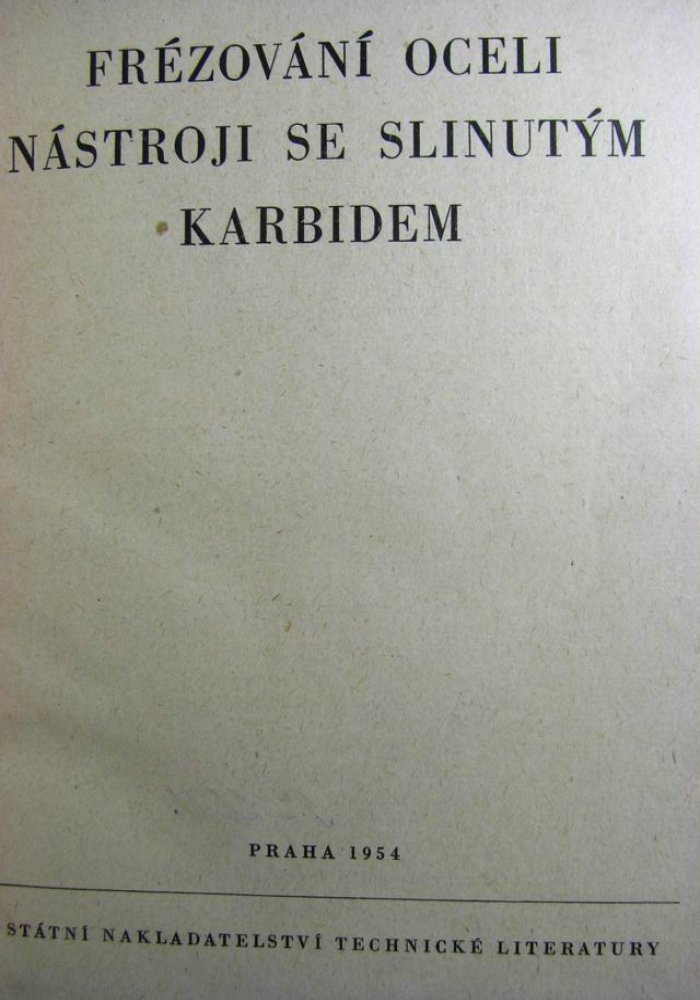 FRÉZOVÁNÍ OCELI
NÁSTROJI SE SLINUTÝM
KARBIDEM
PRAHA 1954
STÁTNÍ NAKLADATELSTVÍ TECHNICKÉ LITERATURY